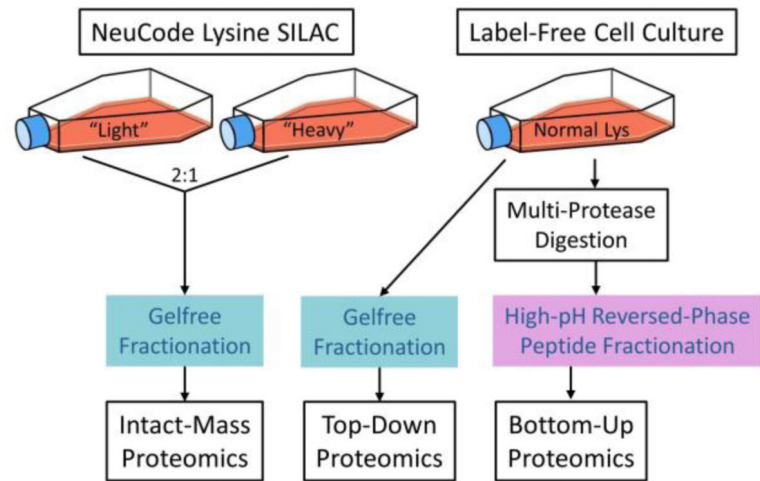 NeuCode Lysine SILAC
Label-Free Cell Culture
"Light"
"Heavy"
Normal Lys
2:1
Multi-Protease
Digestion
Gelfree
Fractionation
Gelfree
Fractionation
High-pH Reversed-Phase
Peptide Fractionation
Intact-Mass
Proteomics
Top-Down
Proteomics
Bottom-Up
Proteomics